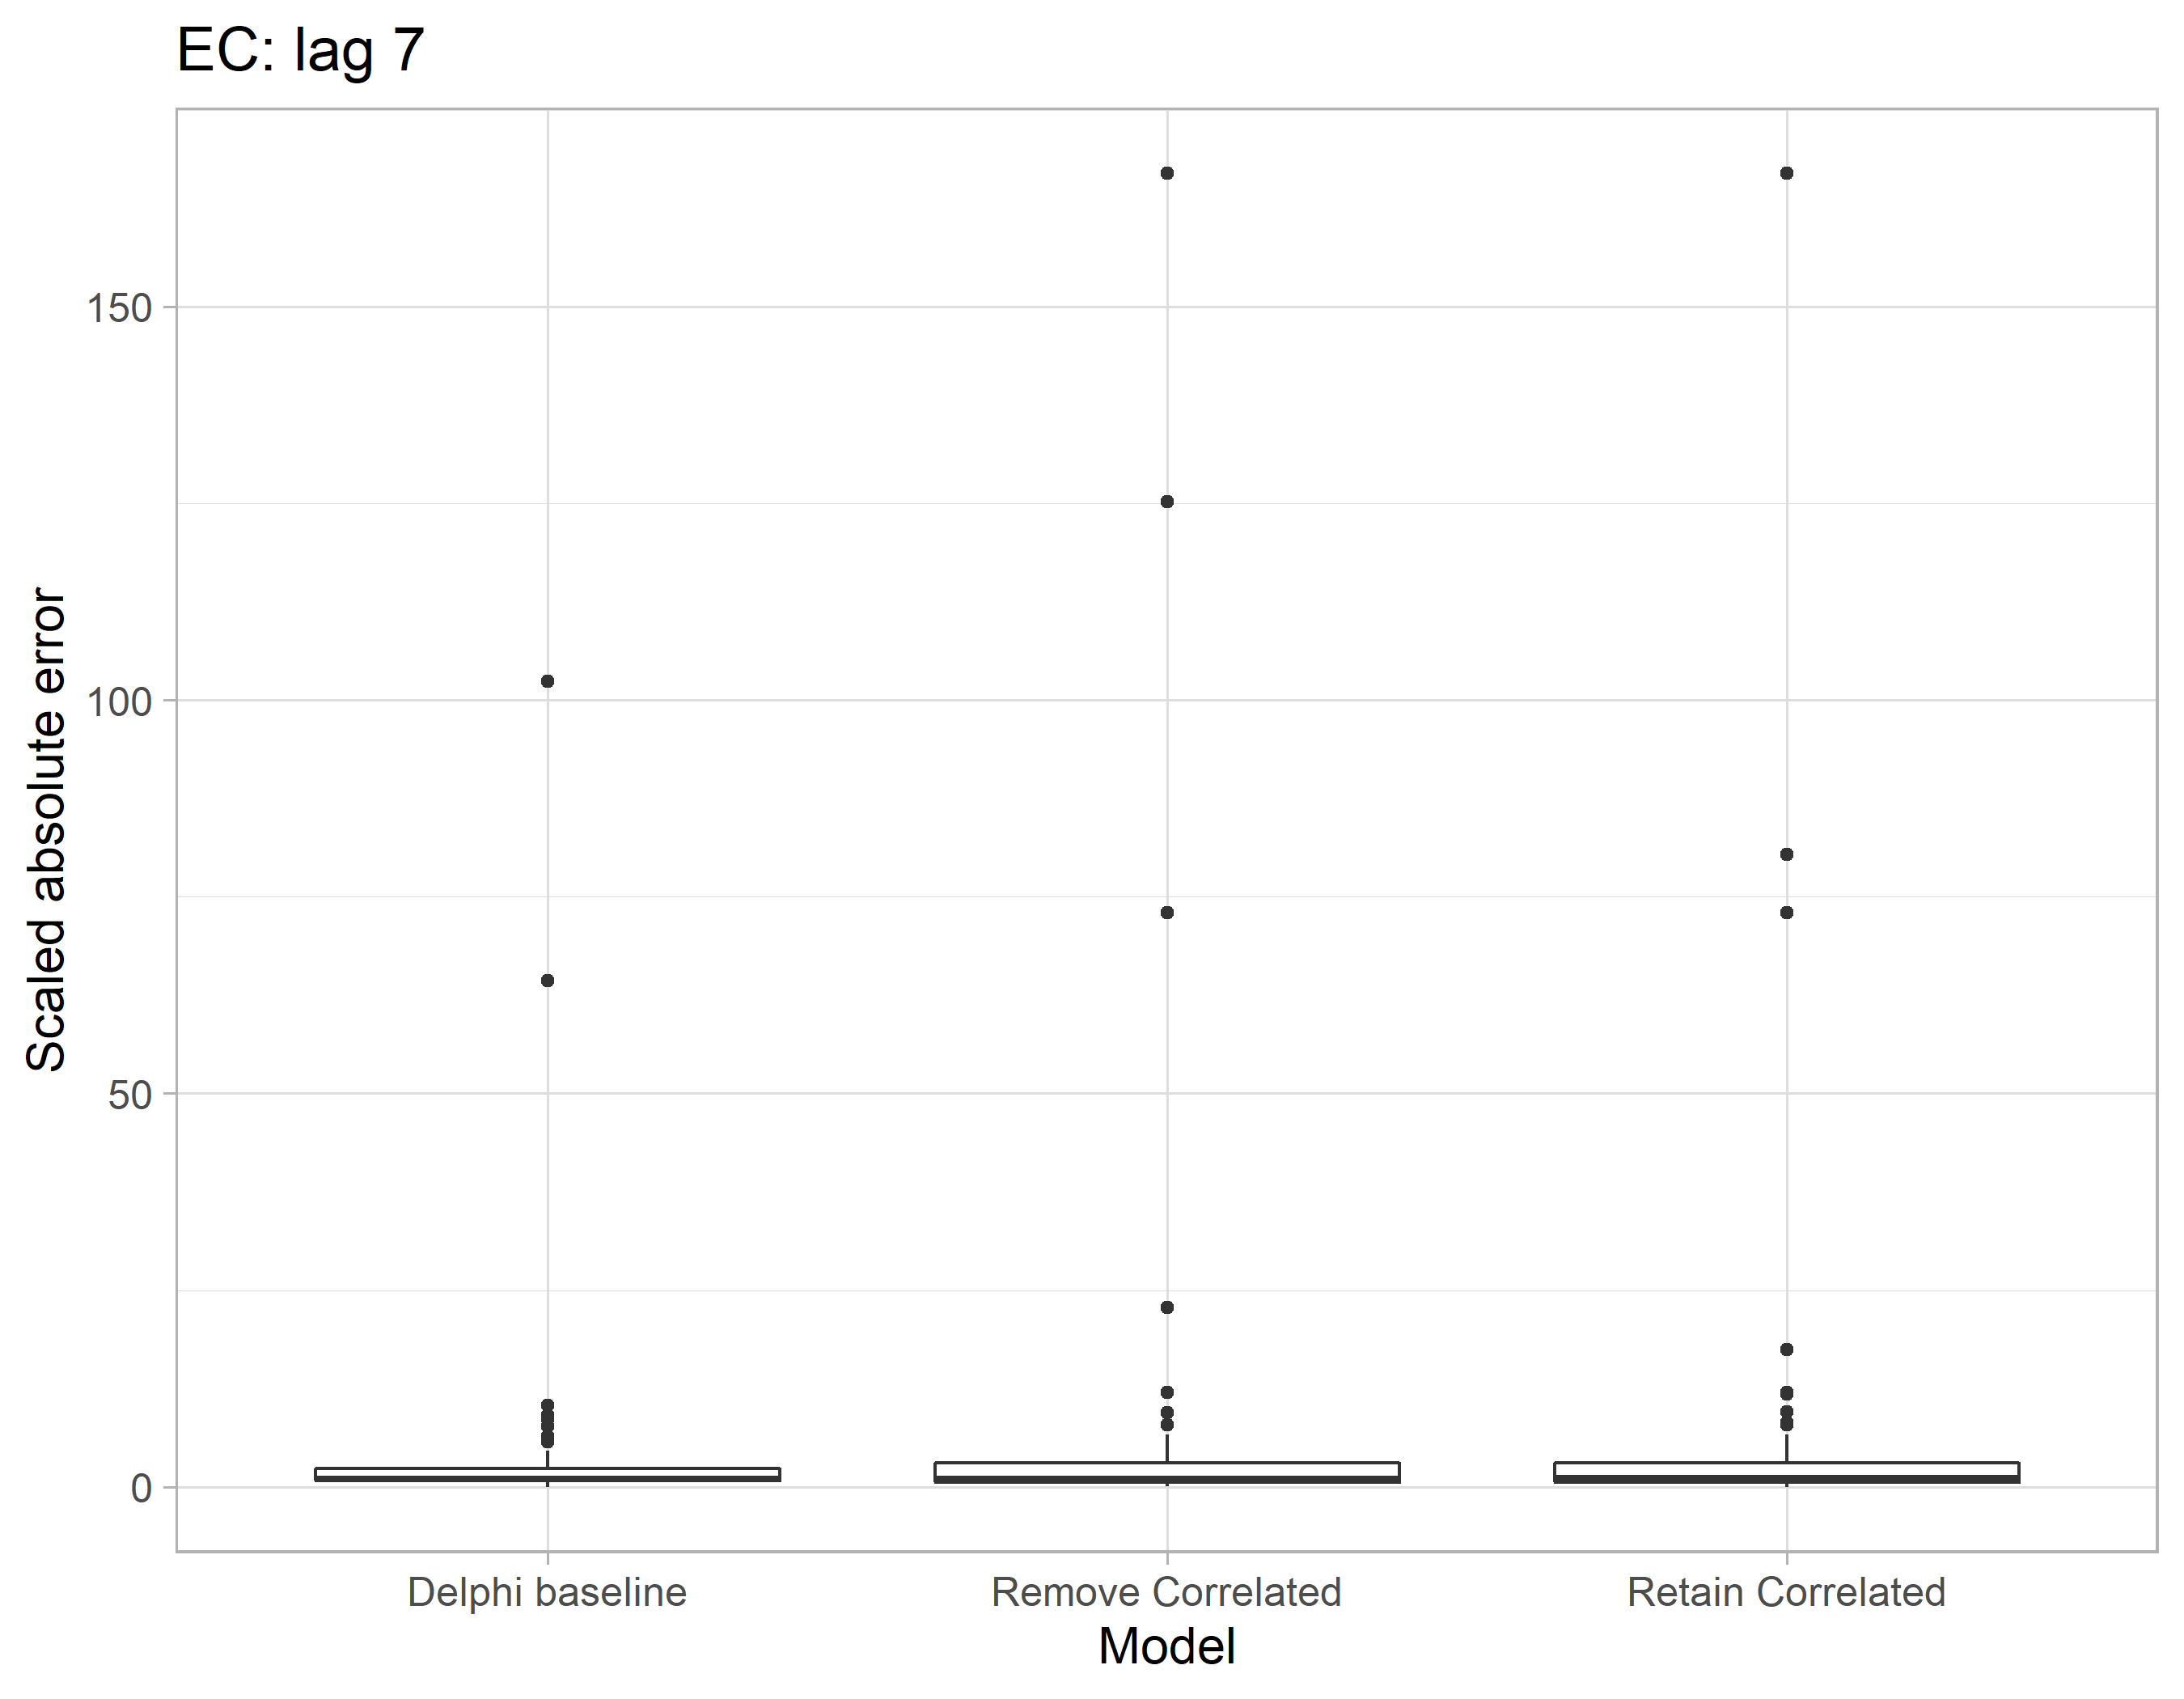 EC: lag 7
Scaled absolute error
150
100
50
0
Delphi baseline
Remove Correlated
Retain Correlated
Model